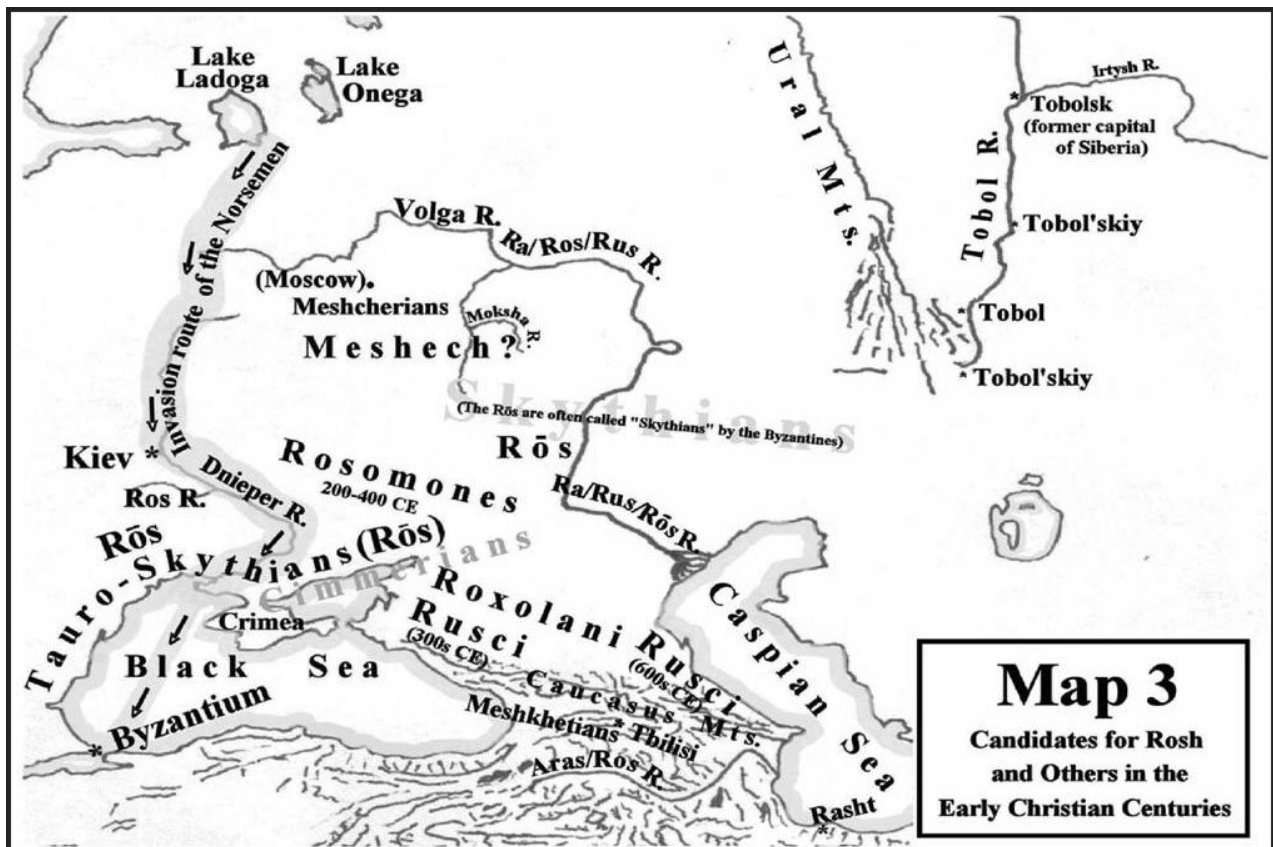 Lake
Ladoga
Lake
Onega
Ural Mts.
Irtysh R.
Tobolsk
(former capital
of Siberia)
Tobol R.
Tobol'skiy
Tobol
Tobol'skiy
Invasion route of the Norsemen
Volga R.
Ra/Ros/Rus R.
(Moscow).
Meshcherians
Moksha R.
Meshech?
Skythians
(The Rōs are often called "Skythians" by the Byzantines)
Rōs
Kiev
Dnieper R.
Rosomones
200-400 CE
Ros R.
Ra/Rus/Rōs R.
Rōs
Tauro-Skythians (Rōs)
Simmerians
Crimea
Roxolani
Rusci
(300s CE)
Rusci
(600s CE)
Caspian Sea
Black Sea
Caucasus Mts.
Byzantium
Meshkhetians
Tbilisi
Aras/Ros R.
Rasht
Map 3
Candidates for Rosh
and Others in the
Early Christian Centuries